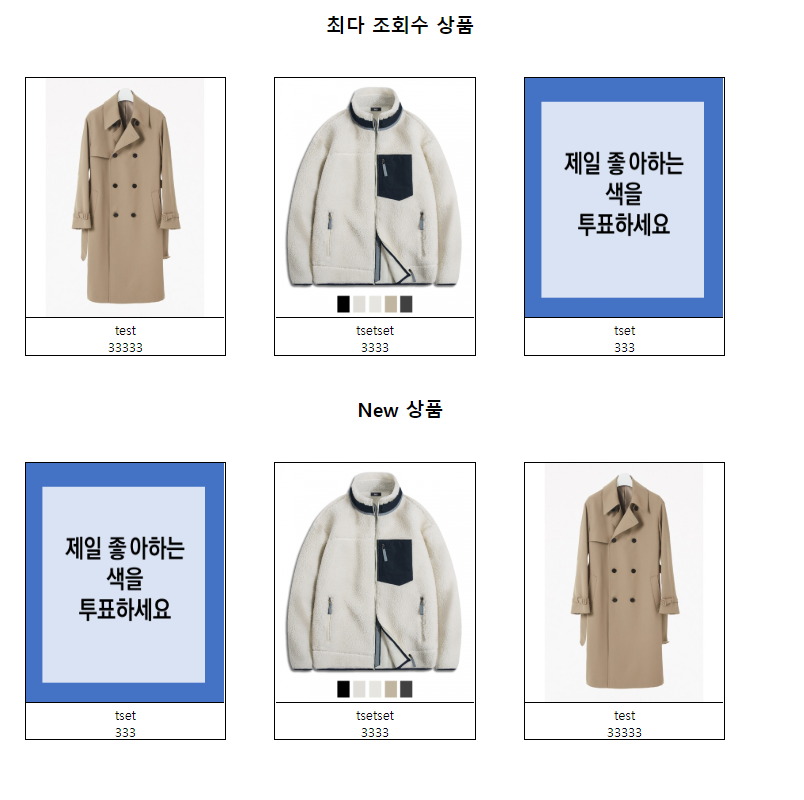 최다 조회수 상품
제일 좋아하는
색을
투표하세요
test
33333
tsetset
3333
tset
333
New 상품
제일 좋아하는
색을
투표하세요
tset
333
tsetset
3333
test
33333